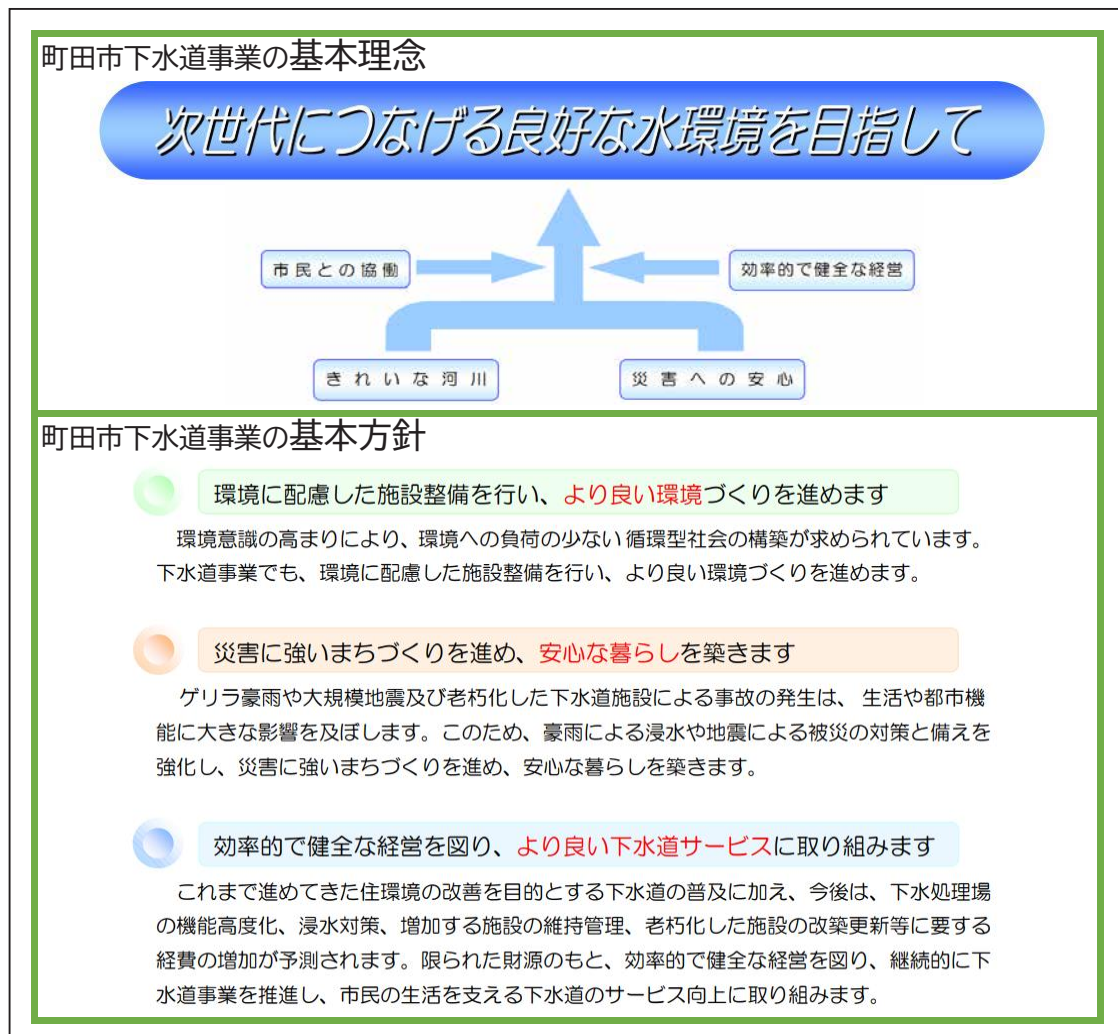 町田市下水道事業の基本理念
次世代につなげる良好な水環境を目指して
市民との協働
効率的で健全な経営
きれいな河川
災害への安心
町田市下水道事業の基本方針
環境に配慮した施設整備を行い、より良い環境づくりを進めます
環境意識の高まりにより、環境への負荷の少ない循環型社会の構築が求められています。
下水道事業でも、環境に配慮した施設整備を行い、より良い環境づくりを進めます。
災害に強いまちづくりを進め、安心な暮らしを築きます
ゲリラ豪雨や大規模地震及び老朽化した下水道施設による事故の発生は、生活や都市機
能に大きな影響を及ぼします。このため、豪雨による浸水や地震による被災の対策と備えを
強化し、災害に強いまちづくりを進め、安心な暮らしを築きます。
効率的で健全な経営を図り、より良い下水道サービスに取り組みます
これまで進めてきた住環境の改善を目的とする下水道の普及に加え、今後は、下水処理場
の機能高度化、浸水対策、増加する施設の維持管理、老朽化した施設の改築更新等に要する
経費の増加が予測されます。限られた財源のもと、効率的で健全な経営を図り、継続的に下
水道事業を推進し、市民の生活を支える下水道のサービス向上に取り組みます。